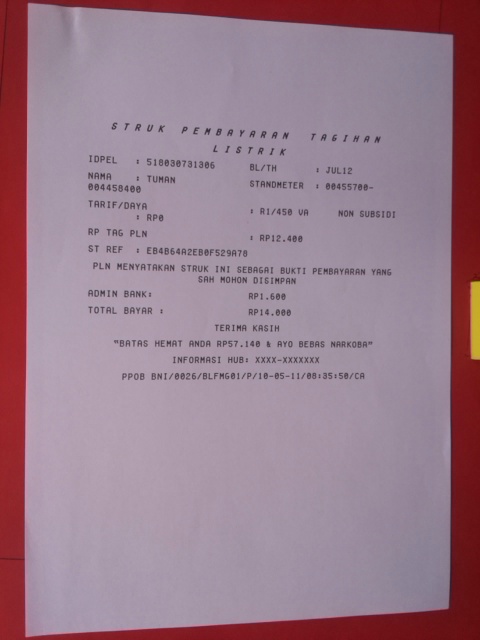 STRUK PEMBAYARAN TAGIHAN
LISTRIK
IDPEL : 518030731306 BL/TH : JUL12
NAMA : TUMAN STANDMETER : 00455700-
004458400
TARIF/DAYA : R1/450 VA NON SUBSIDI
: RP0
RP TAG PLN : RP12.400
ST REF : EB4B64A2EB0F529A78
PLN MENYATAKAN STRUK INI SEBAGAI BUKTI PEMBAYARAN YANG
SAH MOHON DISIMPAN
ADMIN BANK: RP1.600
TOTAL BAYAR : RP14.000
TERIMA KASIH
"BATAS HEMAT ANDA RP57.140 & AYO BEBAS NARKOBA"
INFORMASI HUB: XXXX-XXXXXXX
PPOB BNI/0026/BLFMG01/P/10-05-11/08:35:50/CA